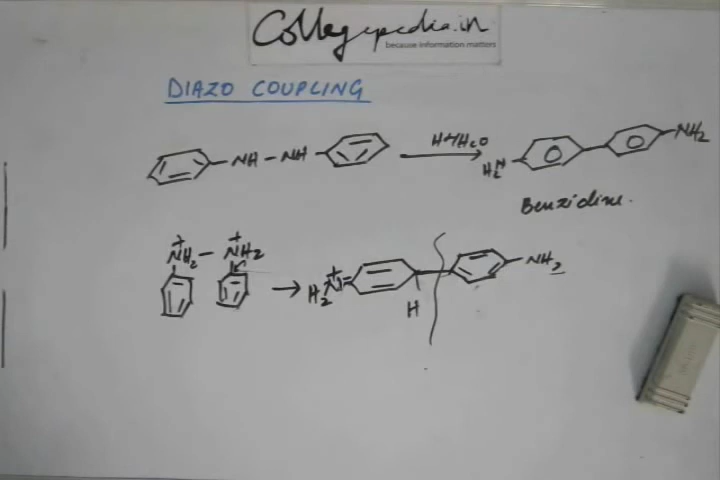 Collegepedia.in
because information matters
DIAZO COUPLING
NH - NH
H+/H2O
H2N
NH2
Benzidine.
+ +
NH2 - NH2
→ H2N+=
NH2
H